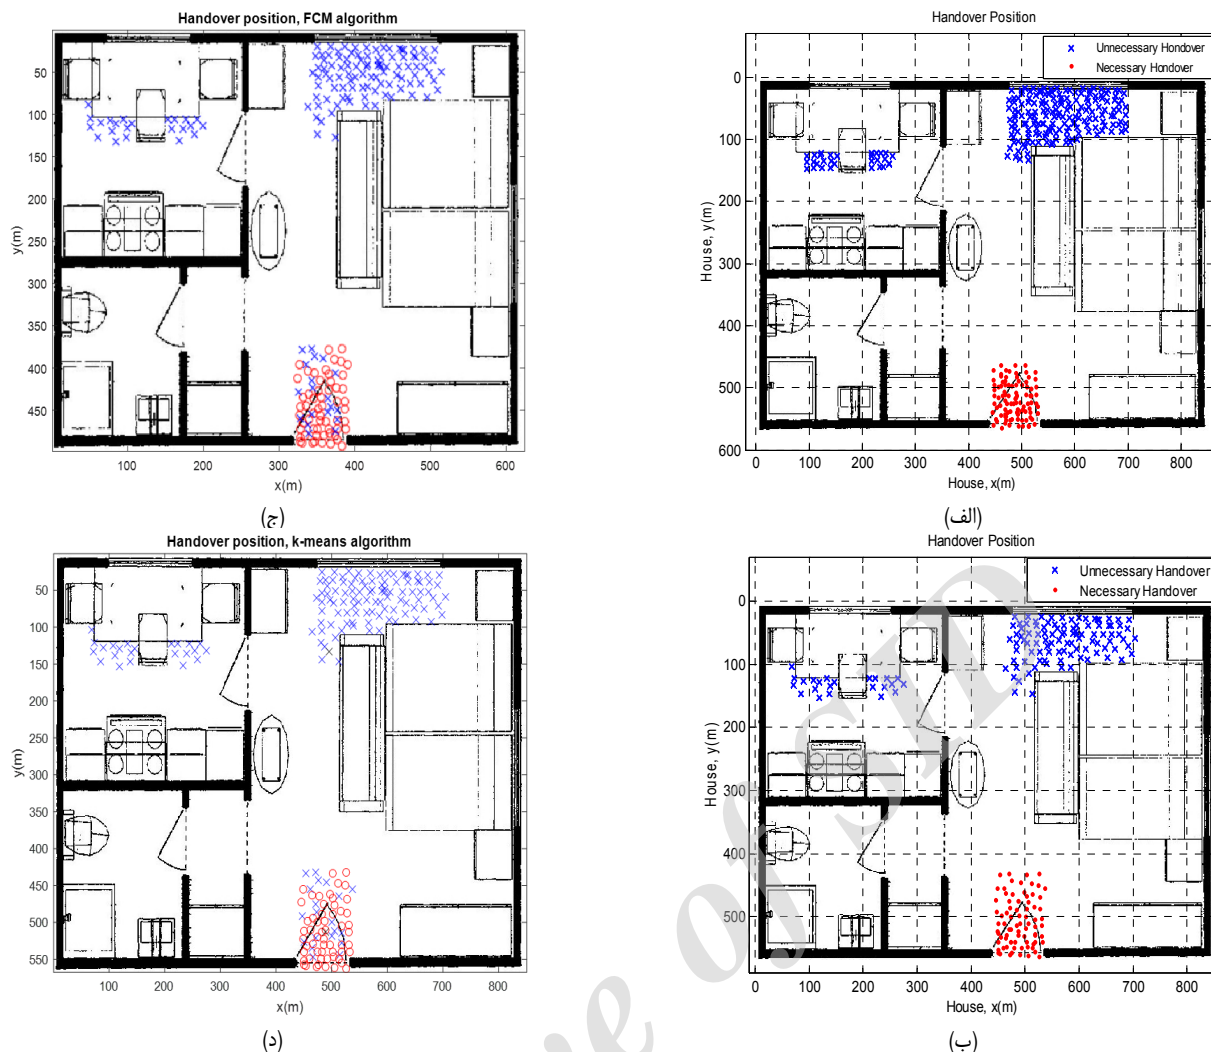 Handover position, FCM algorithm
50
100
150
200
250
300
350
400
450
y(m)
100 200 300 400 500 600
x(m)
(ج)
Handover Position
Unnecessary Hondover
Necessary Hondover
0
100
200
300
400
500
600
House, y(m)
0 100 200 300 400 500 600 700 800
House, x(m)
(الف)
Handover position, k-means algorithm
50
100
150
200
250
300
350
400
450
500
550
y(m)
100 200 300 400 500 600 700 800
x(m)
(د)
Handover Position
Unnecessary Handover
Necessary Handover
0
100
200
300
400
500
House, y(m)
0 100 200 300 400 500 600 700 800
House, x(m)
(ب)
of SID